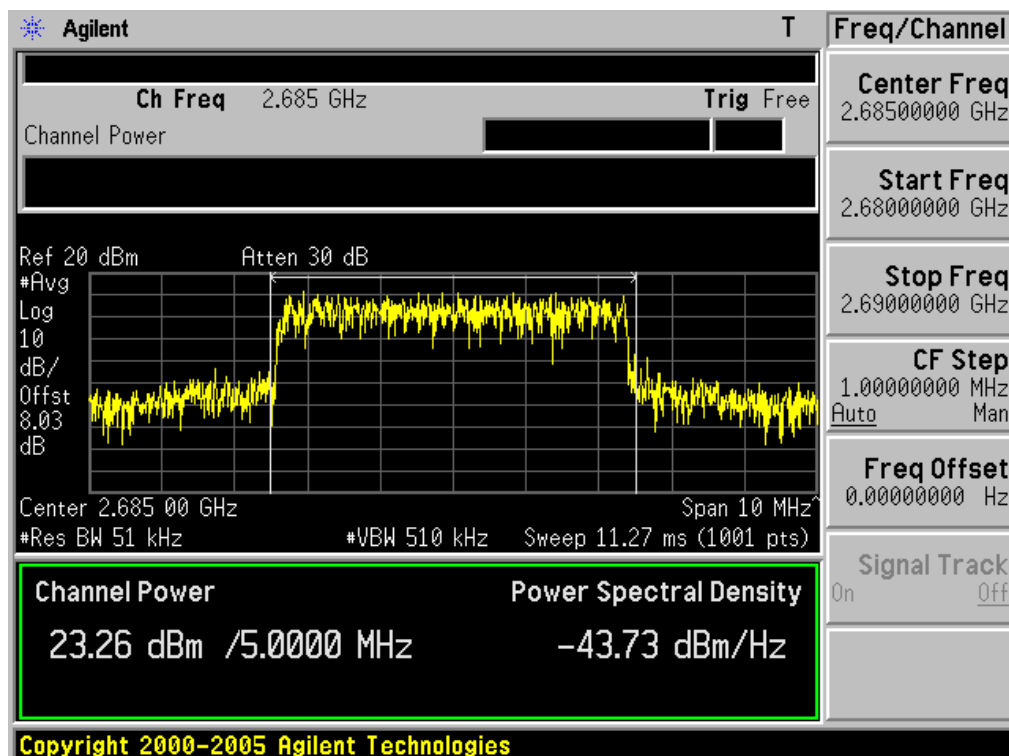 Agilent T
Freq/Channel
Ch Freq 2.685 GHz Trig Free
Channel Power
Ref 20 dBm Atten 30 dB
#Avg
Log
10
dB/
Offst
8.03
dB
Center 2.685 00 GHz Span 10 MHz^
#Res BW 51 kHz #VBW 510 kHz Sweep 11.27 ms (1001 pts)
Channel Power Power Spectral Density
23.26 dBm /5.0000 MHz -43.73 dBm/Hz
Copyright 2000-2005 Agilent Technologies
Center Freq
2.68500000 GHz
Start Freq
2.68000000 GHz
Stop Freq
2.69000000 GHz
CF Step
1.00000000 MHz
Auto Man
Freq Offset
0.00000000 Hz
Signal Track
On Off